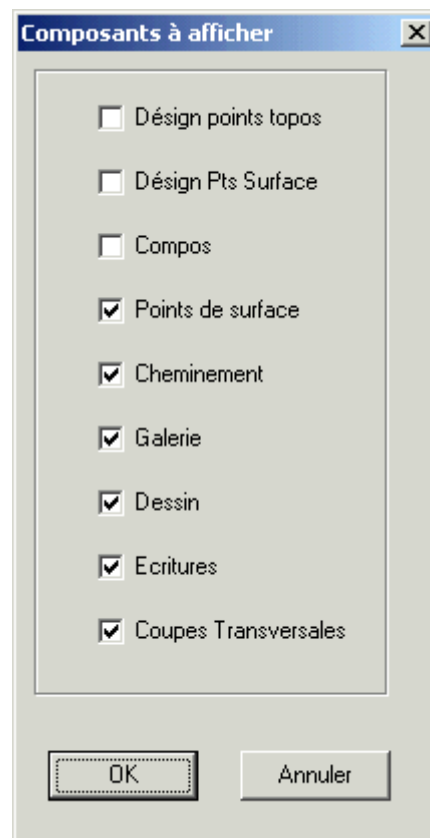 Composants à afficher
Désign points topos
Désign Pts Surface
Compos
Points de surface
Cheminement
Galerie
Dessin
Ecritures
Coupes Transversales
OK
Annuler